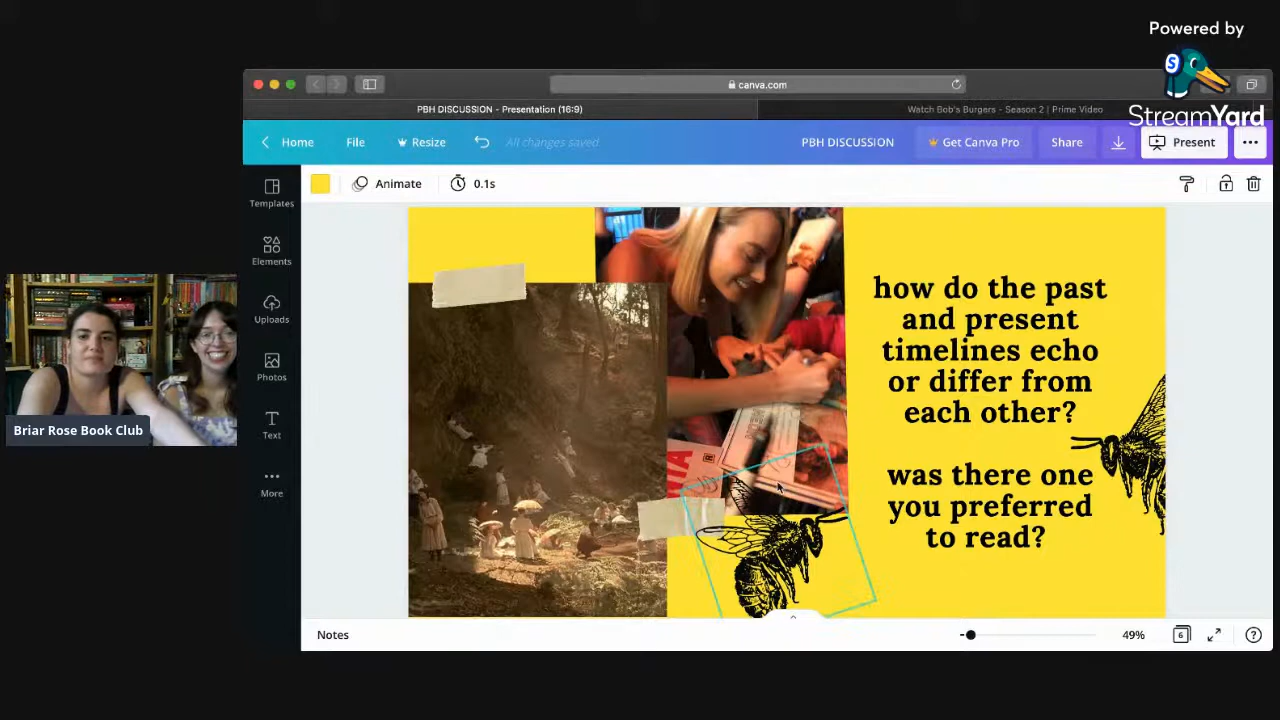 Powered by
StreamYard
canva.com
PBH DISCUSSION - Presentation (16:9)
Watch Bob's Burgers - Season 2 | Prime Video
Home
File
Resize
All changes saved
PBH DISCUSSION
Get Canva Pro
Share
Present
Templates
Animate
0.1s
Elements
Uploads
Photos
Text
More
how do the past
and present
timelines echo
or differ from
each other?
was there one
you preferred
to read?
Briar Rose Book Club
Notes
49%
6